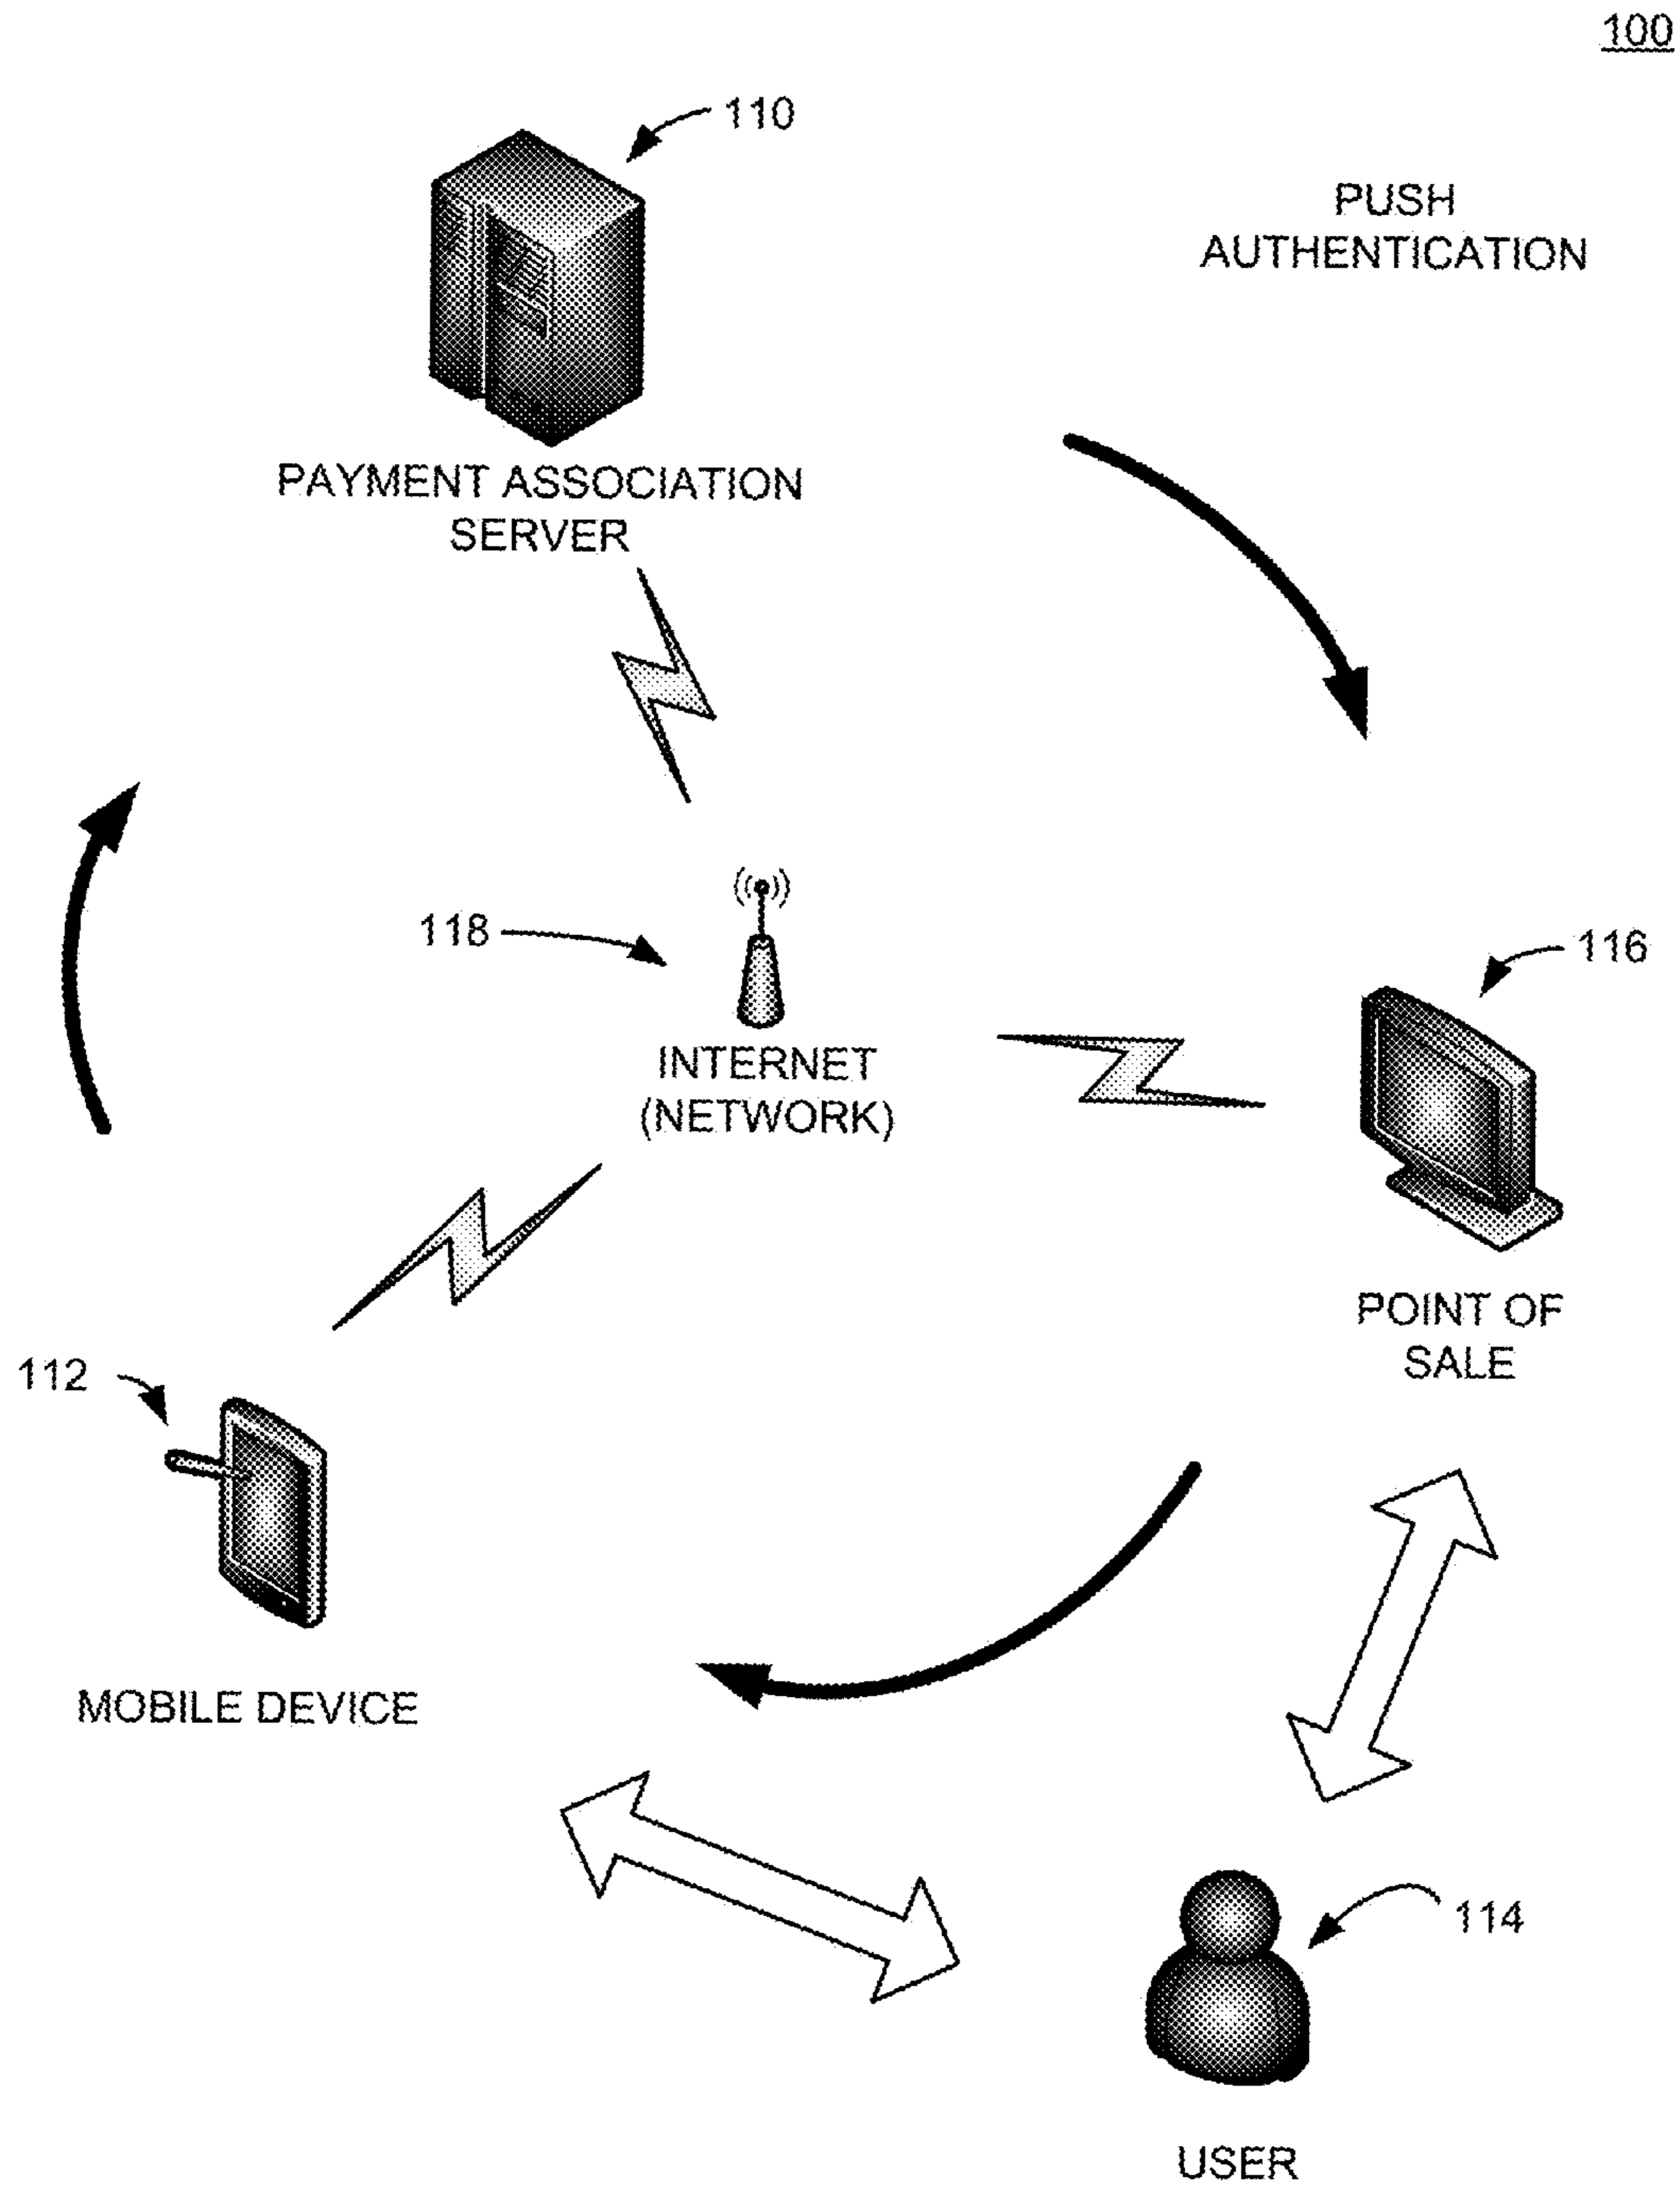 100
110
PUSH
AUTHENTICATION
PAYMENT ASSOCIATION
SERVER
118
116
INTERNET
(NETWORK)
POINT OF
SALE
112
MOBILE DEVICE
114
USER